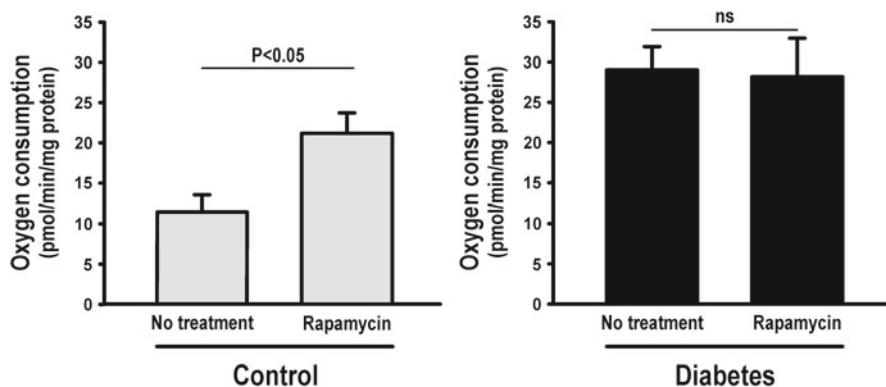 35
30
25
20
15
10
5
0
Oxygen consumption
(pmol/min/mg protein)
P<0.05
No treatment Rapamycin
Control
35
30
25
20
15
10
5
0
Oxygen consumption
(pmol/min/mg protein)
ns
No treatment Rapamycin
Diabetes